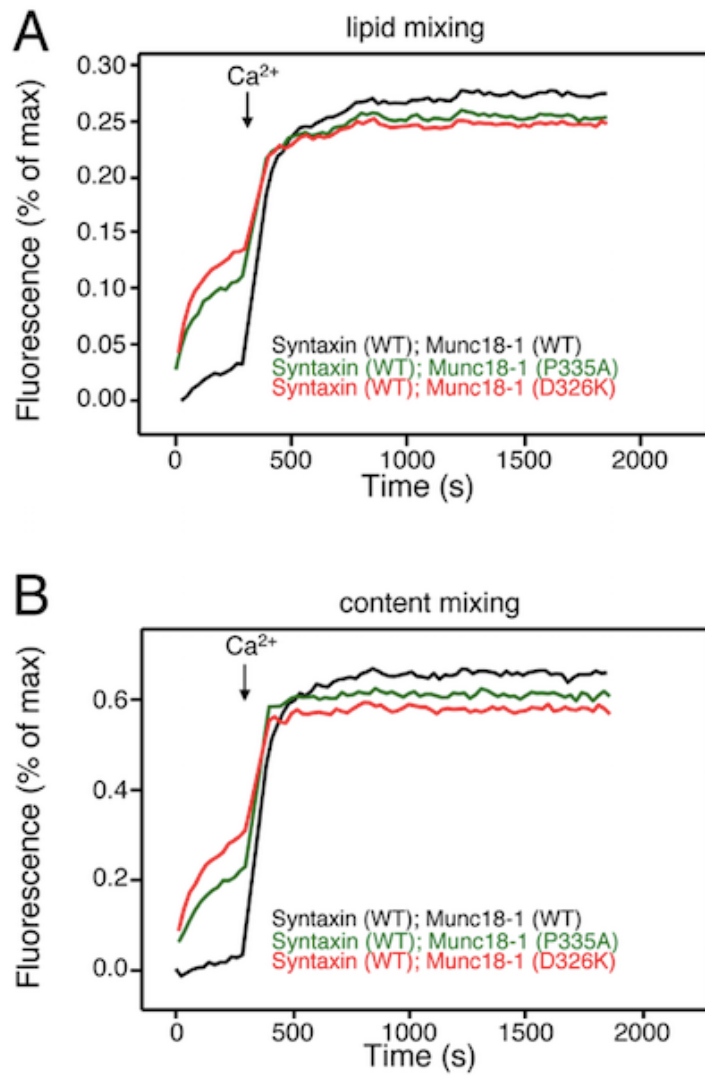 A
lipid mixing
Ca²⁺
0.30
0.25
0.20
0.15
0.10
0.05
0.00
Fluorescence (% of max)
Syntaxin (WT); Munc18-1 (WT)
Syntaxin (WT); Munc18-1 (P335A)
Syntaxin (WT); Munc18-1 (D326K)
0 500 1000 1500 2000
Time (s)
B
content mixing
Ca²⁺
0.6
0.4
0.2
0.0
Fluorescence (% of max)
Syntaxin (WT); Munc18-1 (WT)
Syntaxin (WT); Munc18-1 (P335A)
Syntaxin (WT); Munc18-1 (D326K)
0 500 1000 1500 2000
Time (s)